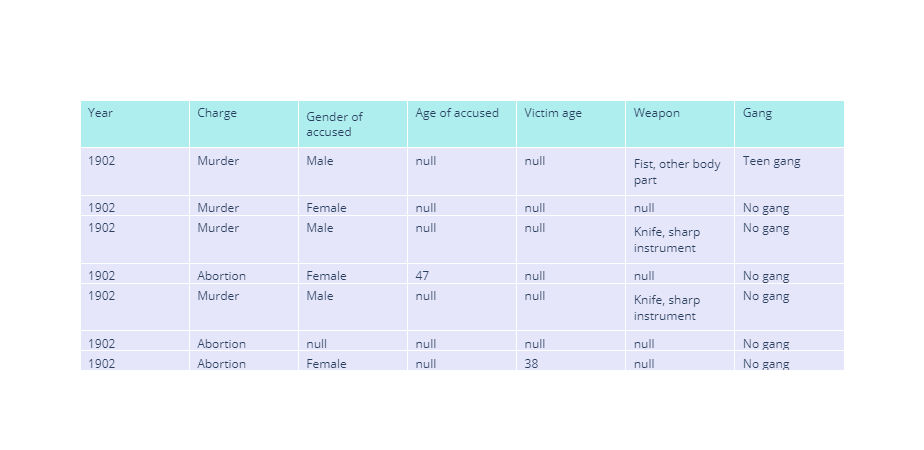 Year Charge Gender of accused Age of accused Victim age Weapon Gang
1902 Murder Male null null Fist, other body part Teen gang
1902 Murder Female null null null No gang
1902 Murder Male null null Knife, sharp instrument No gang
1902 Abortion Female 47 null null No gang
1902 Murder Male null null Knife, sharp instrument No gang
1902 Abortion null null null null No gang
1902 Abortion Female null 38 null No gang